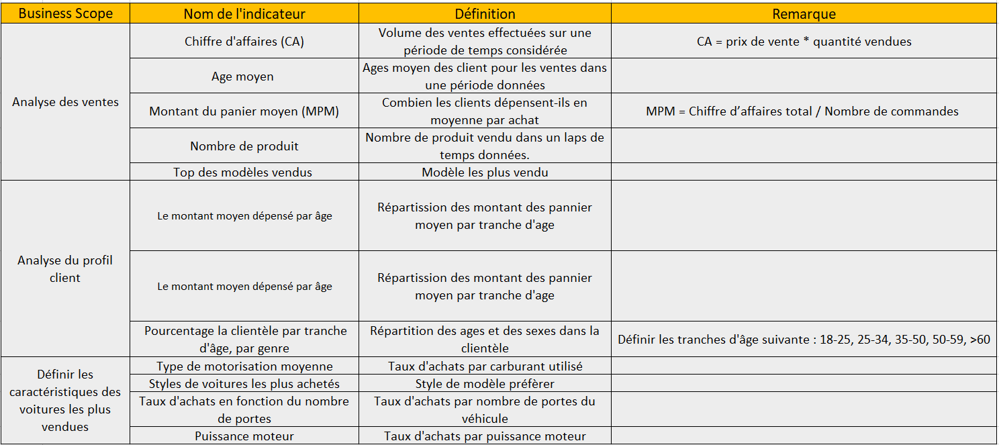 Business Scope
Nom de l'indicateur
Définition
Remarque
Analyse des ventes
Chiffre d'affaires (CA)
Volume des ventes effectuées sur une
période de temps considérée
CA = prix de vente * quantité vendues
Age moyen
Ages moyen des client pour les ventes dans
une période données
Montant du panier moyen (MPM)
Combien les clients dépensent-ils en
moyenne par achat
MPM = Chiffre d’affaires total / Nombre de commandes
Nombre de produit
Nombre de produit vendu dans un laps de
temps données.
Top des modèles vendus
Modèle les plus vendu
Analyse du profil
client
Le montant moyen dépensé par âge
Répartission des montant des pannier
moyen par tranche d'age
Le montant moyen dépensé par âge
Répartission des montant des pannier
moyen par tranche d'age
Pourcentage la clientèle par tranche
d'âge, par genre
Répartition des ages et des sexes dans la
clientèle
Définir les tranches d'âge suivante : 18-25, 25-34, 35-50, 50-59, >60
Définir les
caractéristiques des
voitures les plus
vendues
Type de motorisation moyenne
Taux d'achats par carburant utilisé
Styles de voitures les plus achetés
Style de modèle préfèrer
Taux d'achats en fonction du nombre
de portes
Taux d'achats par nombre de portes du
véhicule
Puissance moteur
Taux d'achats par puissance moteur